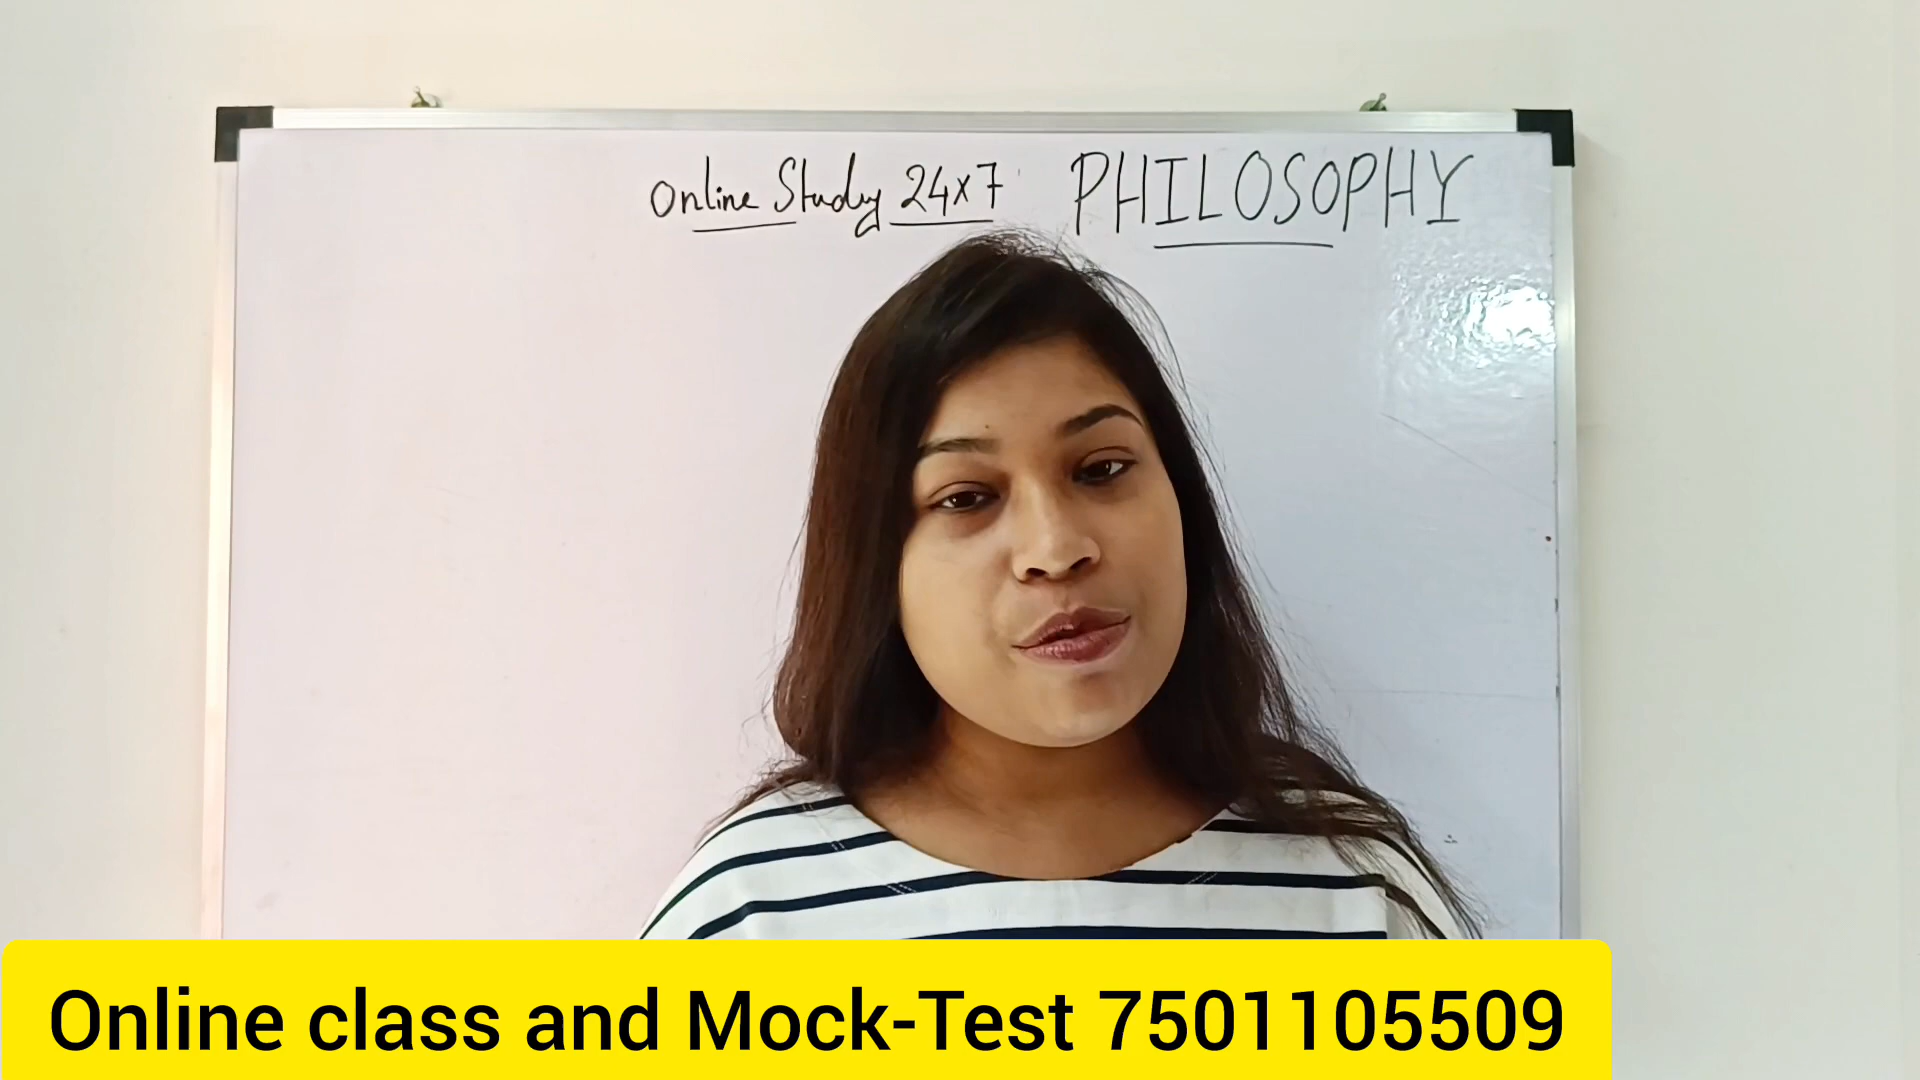 Online Study 24x7 PHILOSOPHY
Online class and Mock-Test 7501105509